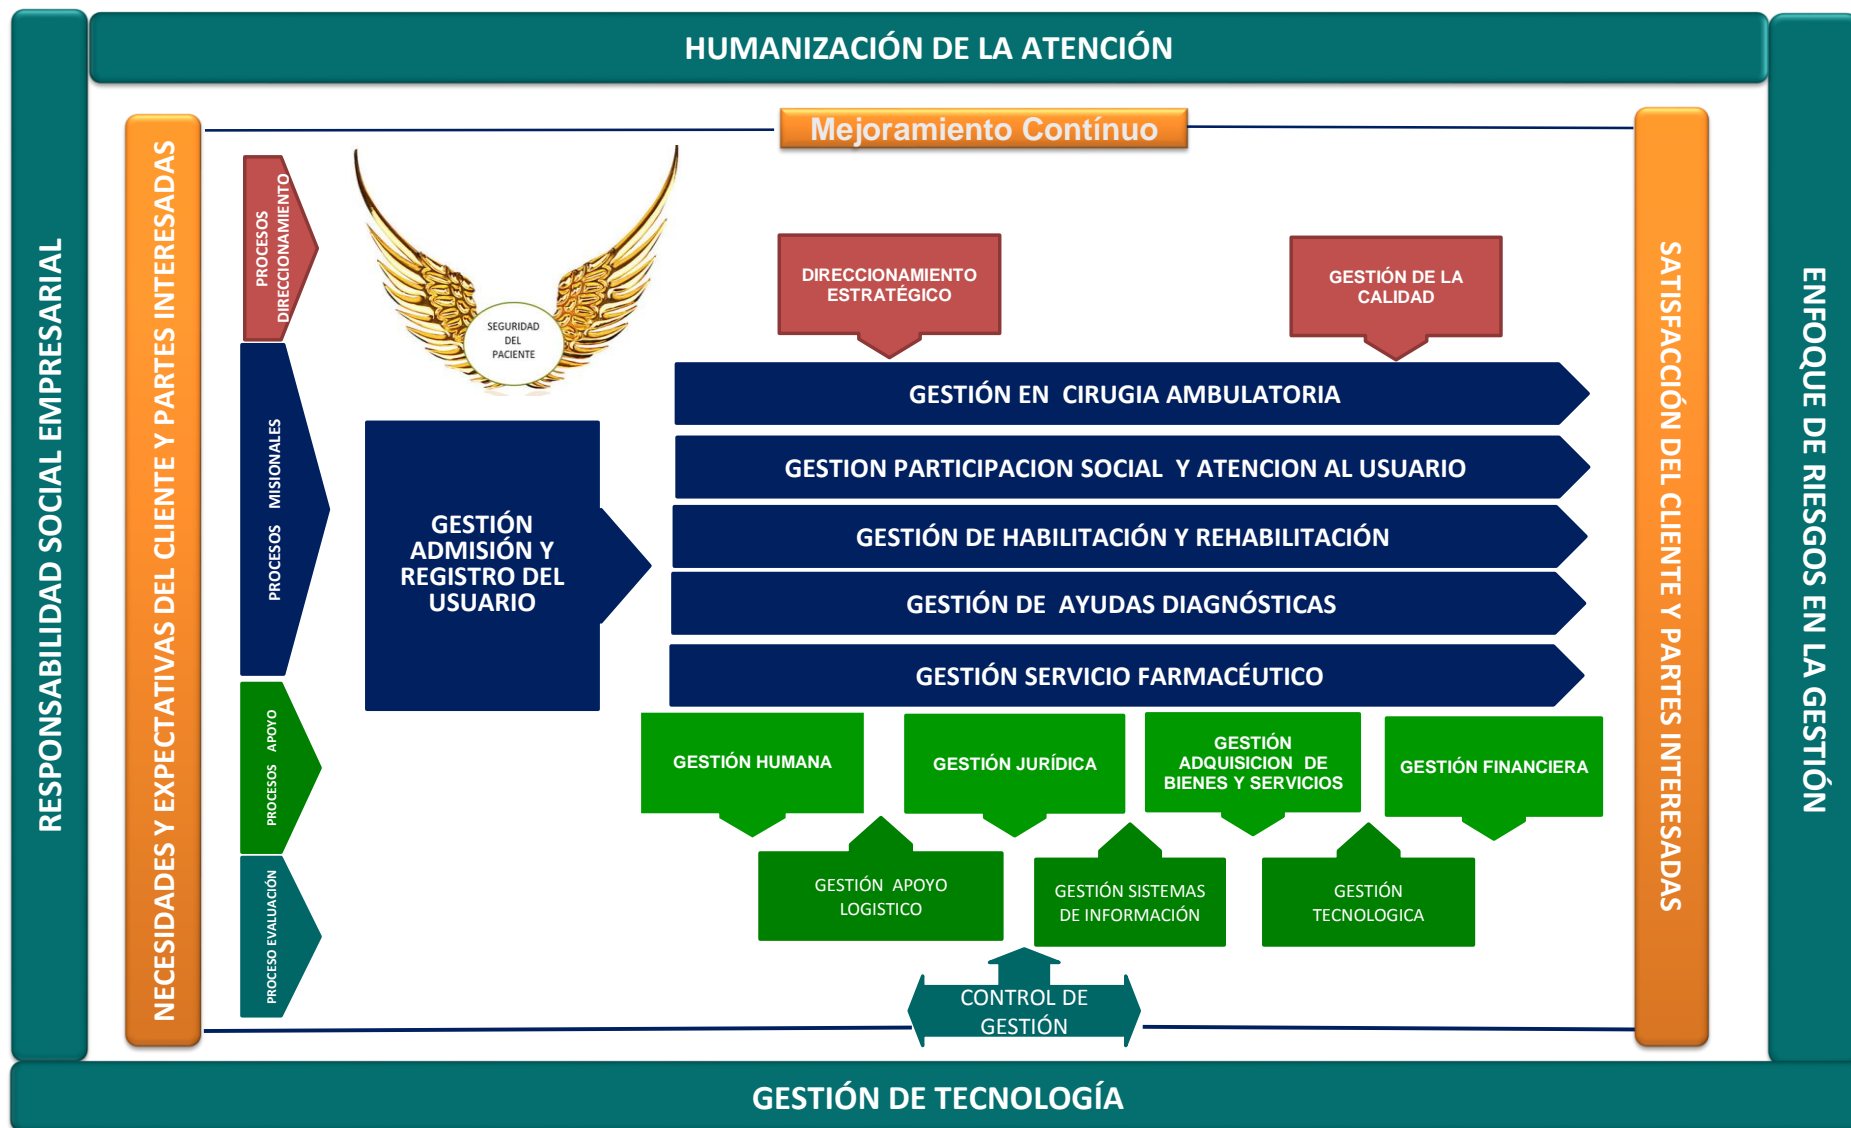 HUMANIZACIÓN DE LA ATENCIÓN
RESPONSABILIDAD SOCIAL EMPRESARIAL
NECESIDADES Y EXPECTATIVAS DEL CLIENTE Y PARTES INTERESADAS
Mejoramiento Contínuo
PROCESOS
DIRECCIONAMIENTO
SEGURIDAD
DEL
PACIENTE
DIRECCIONAMIENTO
ESTRATÉGICO
GESTIÓN DE LA
CALIDAD
PROCESOS MISIONALES
GESTIÓN
ADMISIÓN Y
REGISTRO DEL
USUARIO
GESTIÓN EN CIRUGIA AMBULATORIA
GESTION PARTICIPACION SOCIAL Y ATENCION AL USUARIO
GESTIÓN DE HABILITACIÓN Y REHABILITACIÓN
GESTIÓN DE AYUDAS DIAGNÓSTICAS
GESTIÓN SERVICIO FARMACÉUTICO
PROCESOS APOYO
GESTIÓN HUMANA
GESTIÓN JURÍDICA
GESTIÓN
ADQUISICION DE
BIENES Y SERVICIOS
GESTIÓN FINANCIERA
GESTIÓN APOYO
LOGISTICO
GESTIÓN SISTEMAS
DE INFORMACIÓN
GESTIÓN
TECNOLOGICA
PROCESO EVALUACIÓN
CONTROL DE
GESTIÓN
SATISFACCIÓN DEL CLIENTE Y PARTES INTERESADAS
ENFOQUE DE RIESGOS EN LA GESTIÓN
GESTIÓN DE TECNOLOGÍA